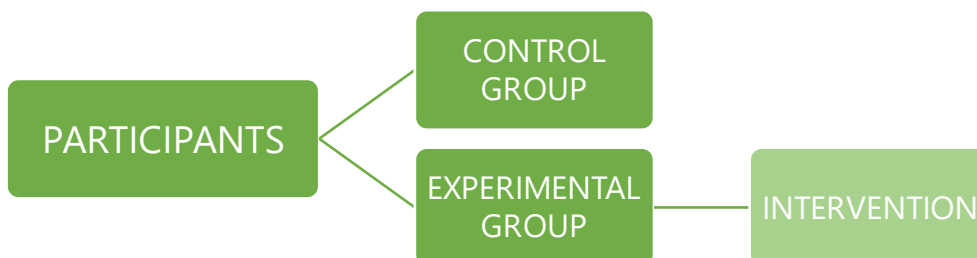 PARTICIPANTS
CONTROL
GROUP
EXPERIMENTAL
GROUP
INTERVENTION